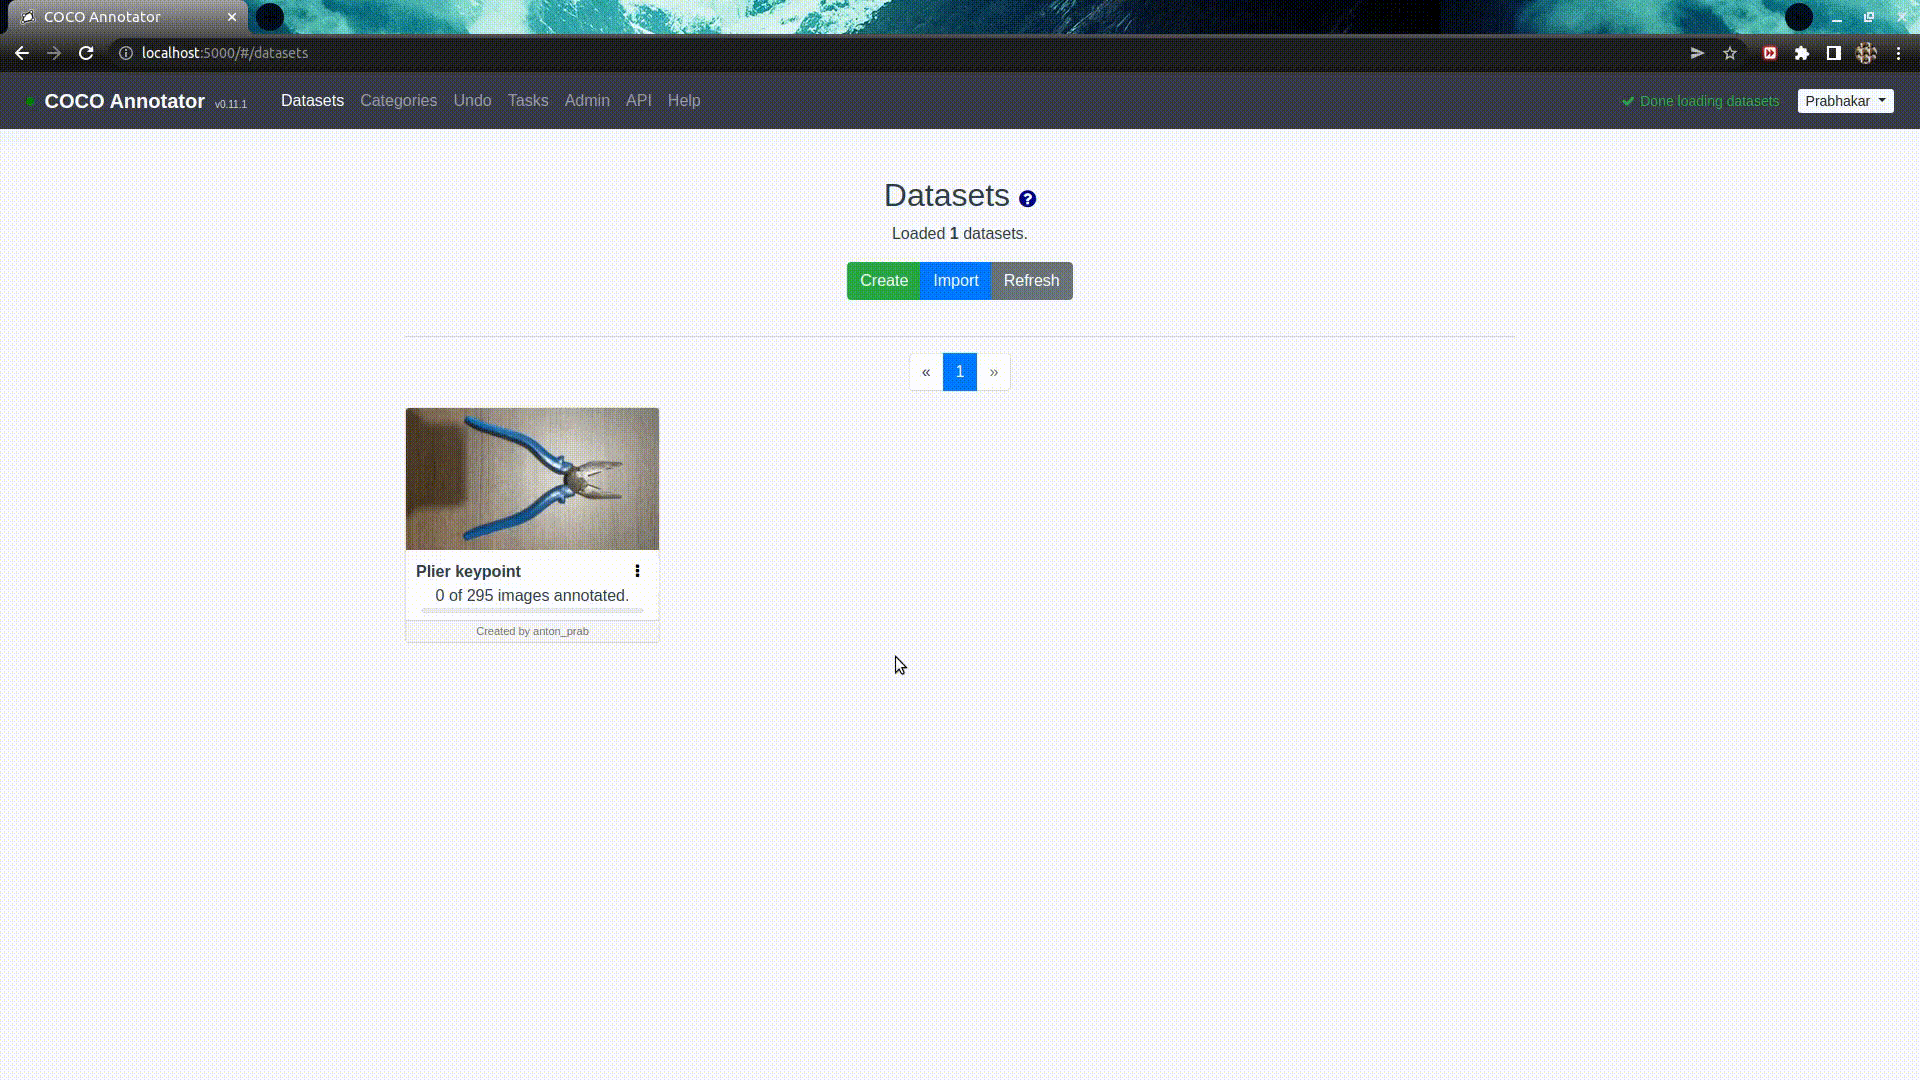 COCO Annotator
localhost:5000/#/datasets
COCO Annotator v0.11.1 Datasets Categories Undo Tasks Admin API Help Done loading datasets Prabhakar
Datasets ?
Loaded 1 datasets.
Create Import Refresh
« 1 »
Plier keypoint
0 of 295 images annotated.
Created by anton_prab